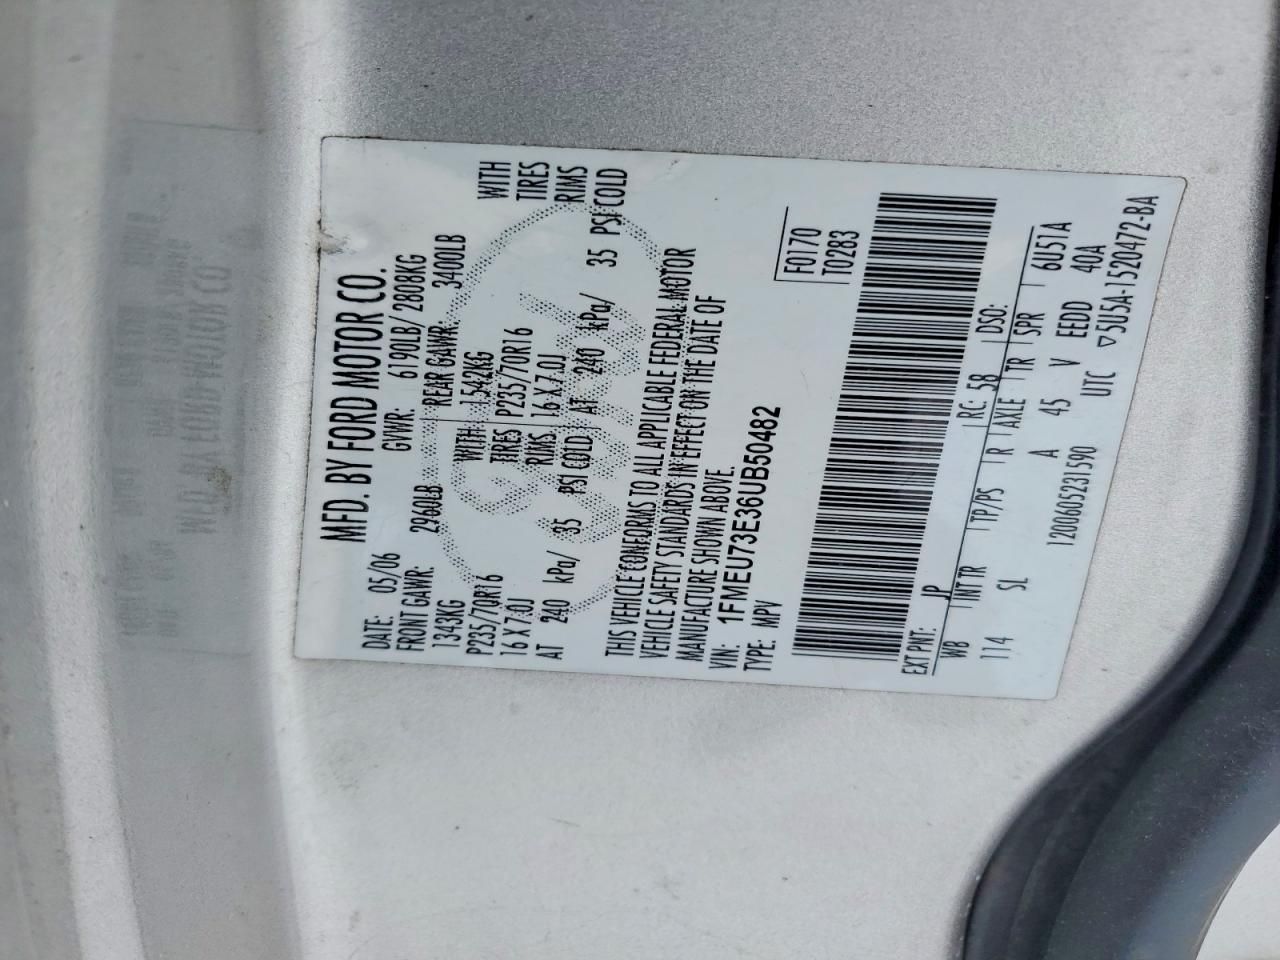 MFD. BY FORD MOTOR CO.
DATE: 05/06 GVWR: 6190LB/ 2808KG
FRONT GAWR: 2960LB REAR GAWR: 3400LB
1343KG WITH 1542KG WITH
P235/70R16 TIRES P235/70R16 TIRES
16 X 7.0J RIMS 16 X 7.0J RIMS
AT 240 kPa/ 35 PSI COLD AT 240 kPa/ 35 PSI COLD
THIS VEHICLE CONFORMS TO ALL APPLICABLE FEDERAL MOTOR
VEHICLE SAFETY STANDARDS IN EFFECT ON THE DATE OF
MANUFACTURE SHOWN ABOVE.
VIN: 1FMEU73E36UB50482
TYPE: MPV
F0170
T0283
EXT PNT: JP RC: 58 DSO:
WB INT TR TP/PS R AXLE TR SPR 6U5TA
114 SL A 45 V EEDD 40A
1200605231590 UTC ▽5U5A-1520472-BA